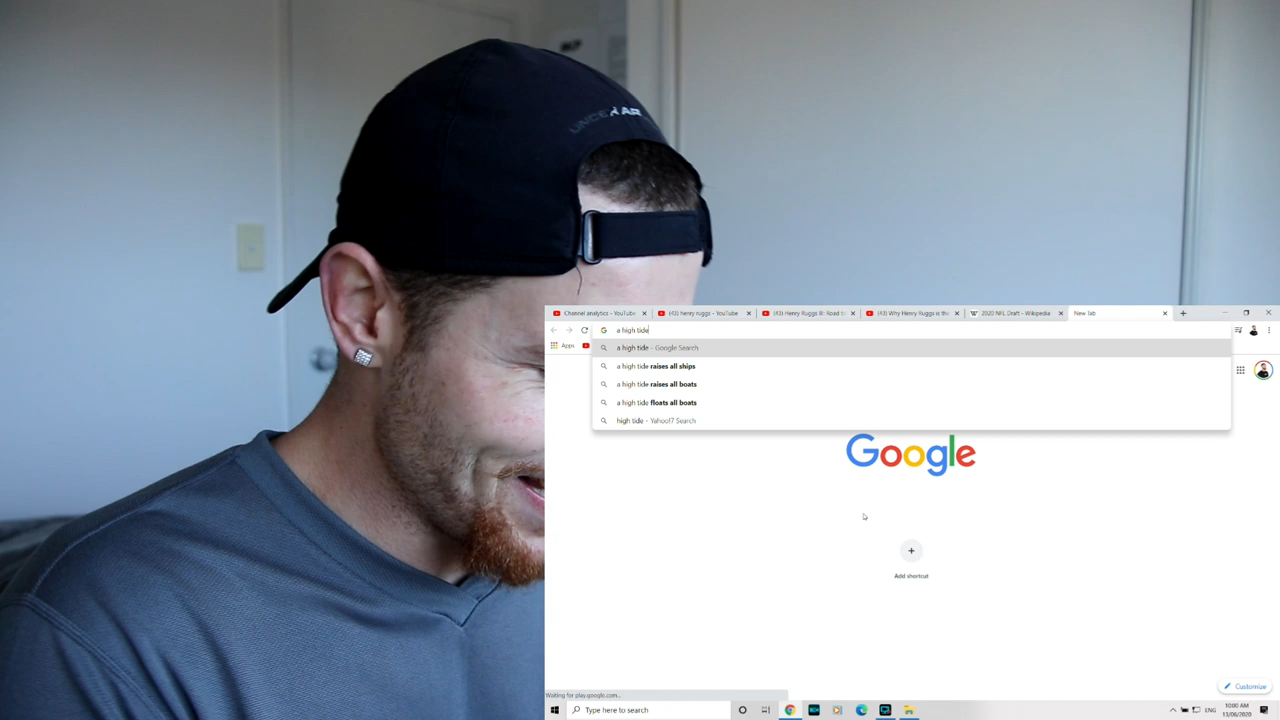 UNDER AR
Channel analytics - YouTube
(43) henry ruggs - YouTube
(43) Henry Ruggs III: Road to
(43) Why Henry Ruggs is the
2020 NFL Draft - Wikipedia
New Tab
a high tide
Apps
a high tide - Google Search
a high tide raises all ships
a high tide raises all boats
a high tide floats all boats
high tide - Yahoo!7 Search
Google
Add shortcut
Waiting for play.google.com...
Customize
Type here to search
ENG
10:00 AM
13/06/2020